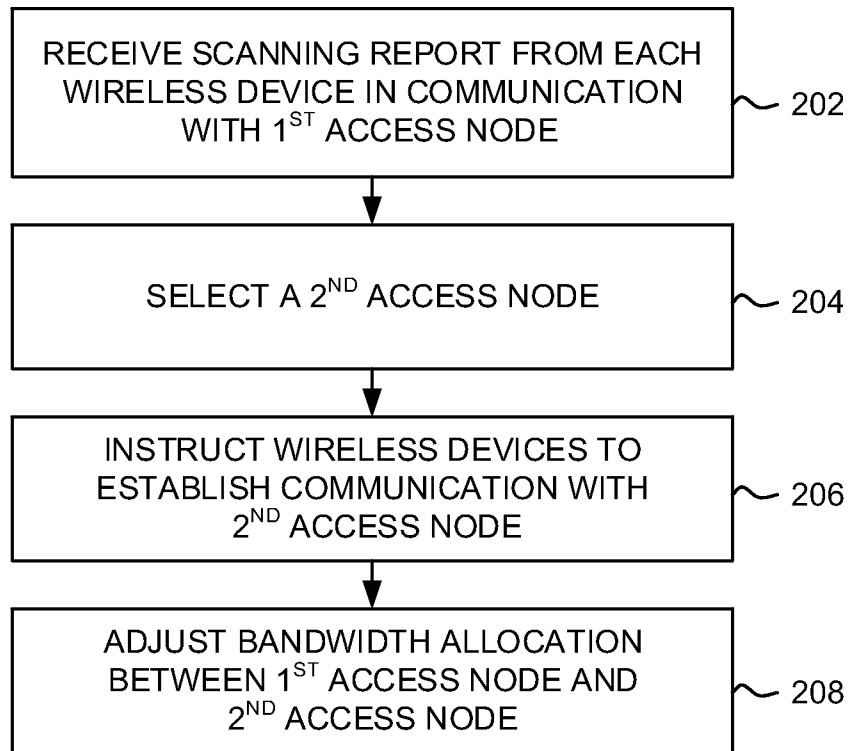 RECEIVE SCANNING REPORT FROM EACH
WIRELESS DEVICE IN COMMUNICATION
WITH 1ST ACCESS NODE
202
SELECT A 2ND ACCESS NODE
204
INSTRUCT WIRELESS DEVICES TO
ESTABLISH COMMUNICATION WITH
2ND ACCESS NODE
206
ADJUST BANDWIDTH ALLOCATION
BETWEEN 1ST ACCESS NODE AND
2ND ACCESS NODE
208